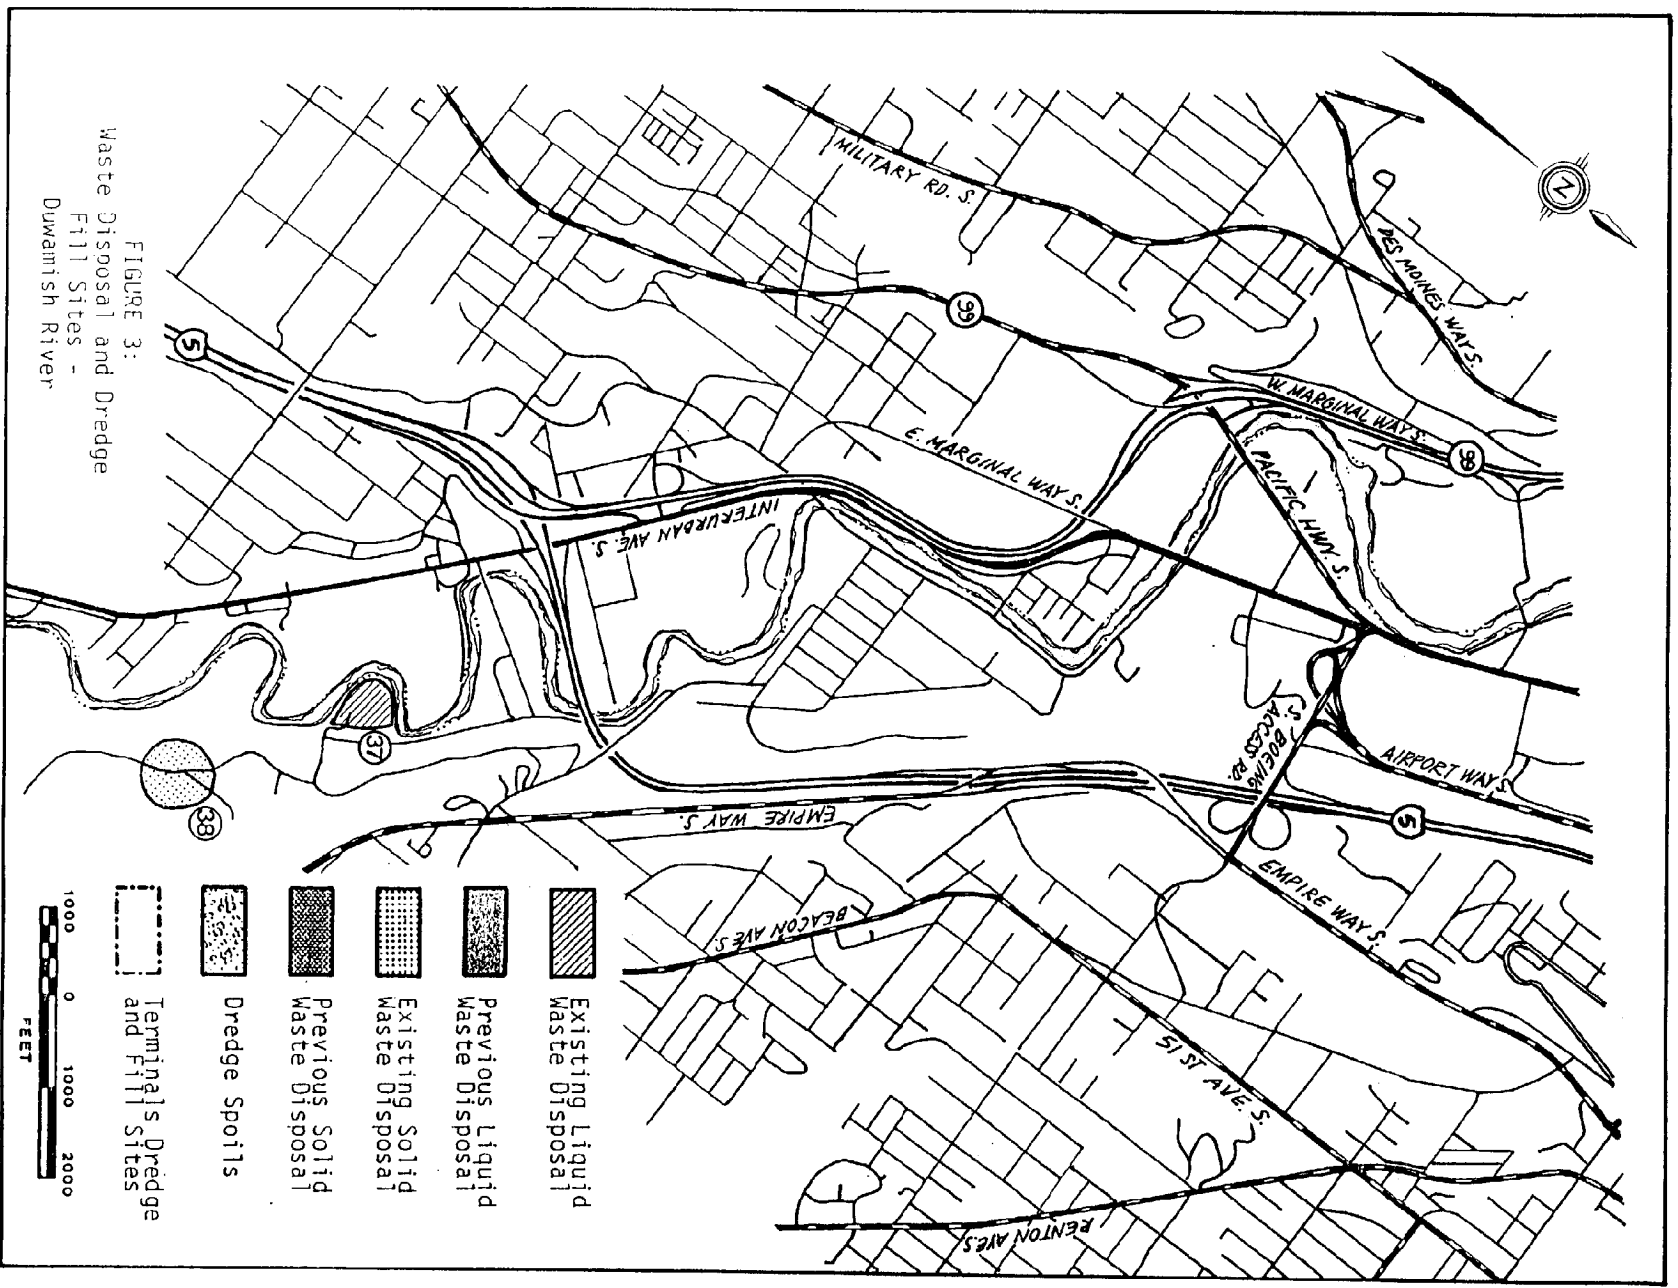 FIGURE 3:
Waste Disposal and Dredge
Fill Sites -
Duwamish River
N
MILITARY RD. S.
DES MOINES WAY S.
99
W. MARGINAL WAY S.
99
E. MARGINAL WAY S.
PACIFIC HWY. S.
5
INTERURBAN AVE. S.
(S. BOEING
ACCESS RD.
AIRPORT WAY S
5
37
38
EMPIRE WAY S.
EMPIRE WAY S.
BEACON AVE S.
51 ST AVE. S.
RENTON AVE S.
Existing Liquid
Waste Disposal
Previous Liquid
Waste Disposal
Existing Solid
Waste Disposal
Previous Solid
Waste Disposal
Dredge Spoils
Terminals Dredge
and Fill Sites
1000 0 1000 2000
FEET